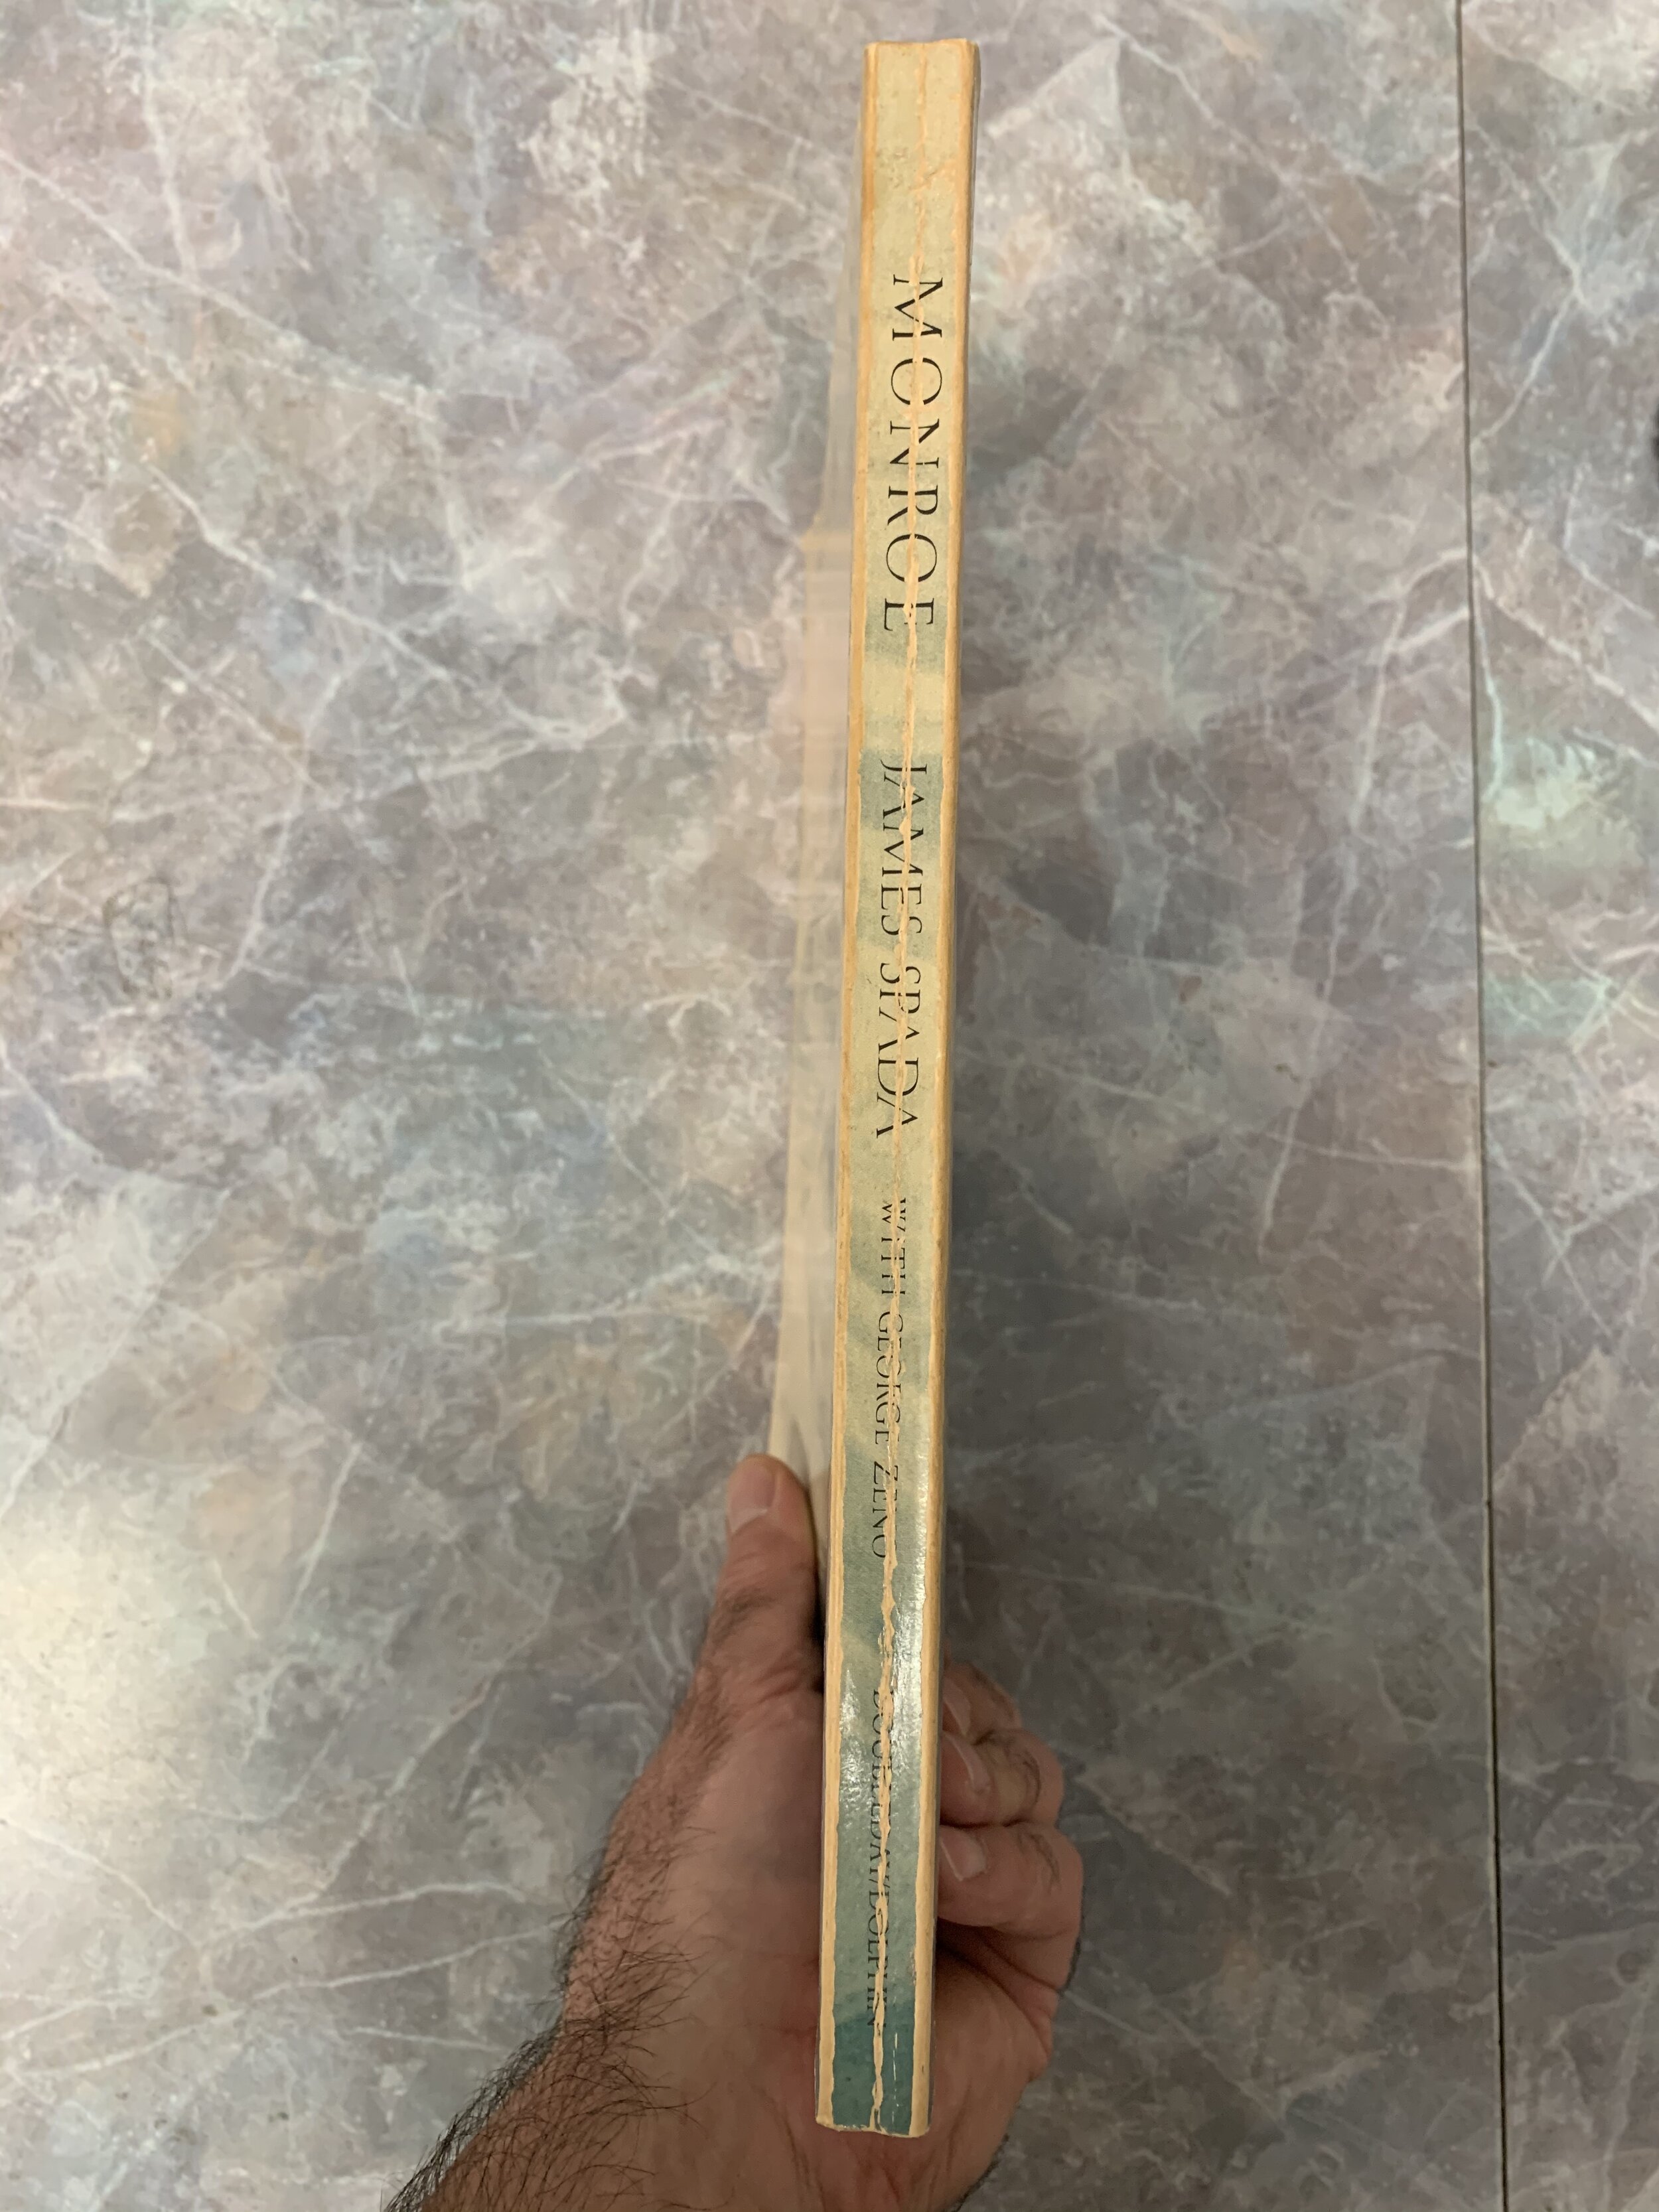 MONROE JAMES SPADA WITH GEORGE ZENO DOUBLEDAY/DOLPHIN